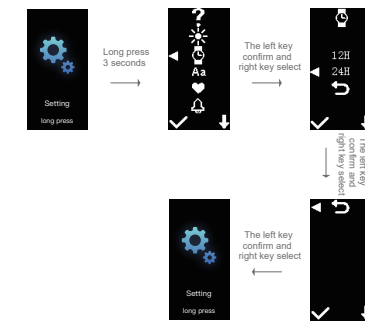 Setting
long press
Long press
3 seconds
?
Aa
The left key
confirm and
right key select
12H
24H
The left key
confirm and
right key select
The left key
confirm and
right key select
Setting
long press